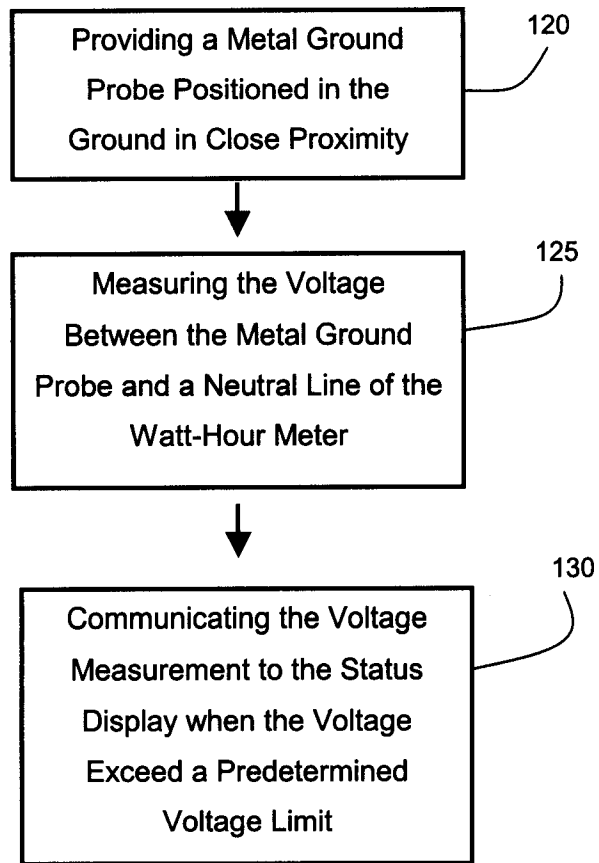 Providing a Metal Ground
Probe Positioned in the
Ground in Close Proximity
120
Measuring the Voltage
Between the Metal Ground
Probe and a Neutral Line of the
Watt-Hour Meter
125
Communicating the Voltage
Measurement to the Status
Display when the Voltage
Exceed a Predetermined
Voltage Limit
130